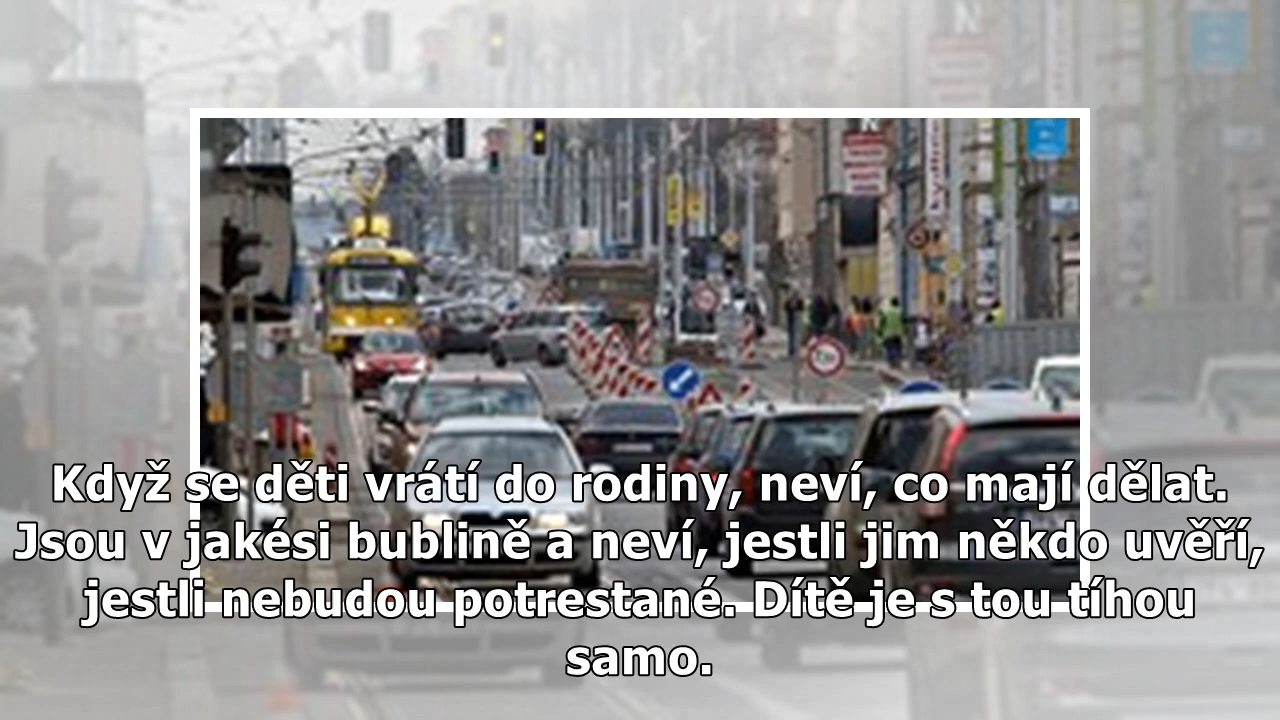 Když se děti vrátí do rodiny, neví, co mají dělat.
Jsou v jakési bublině a neví, jestli jim někdo uvěří,
jestli nebudou potrestané. Dítě je s tou tíhou
samo.